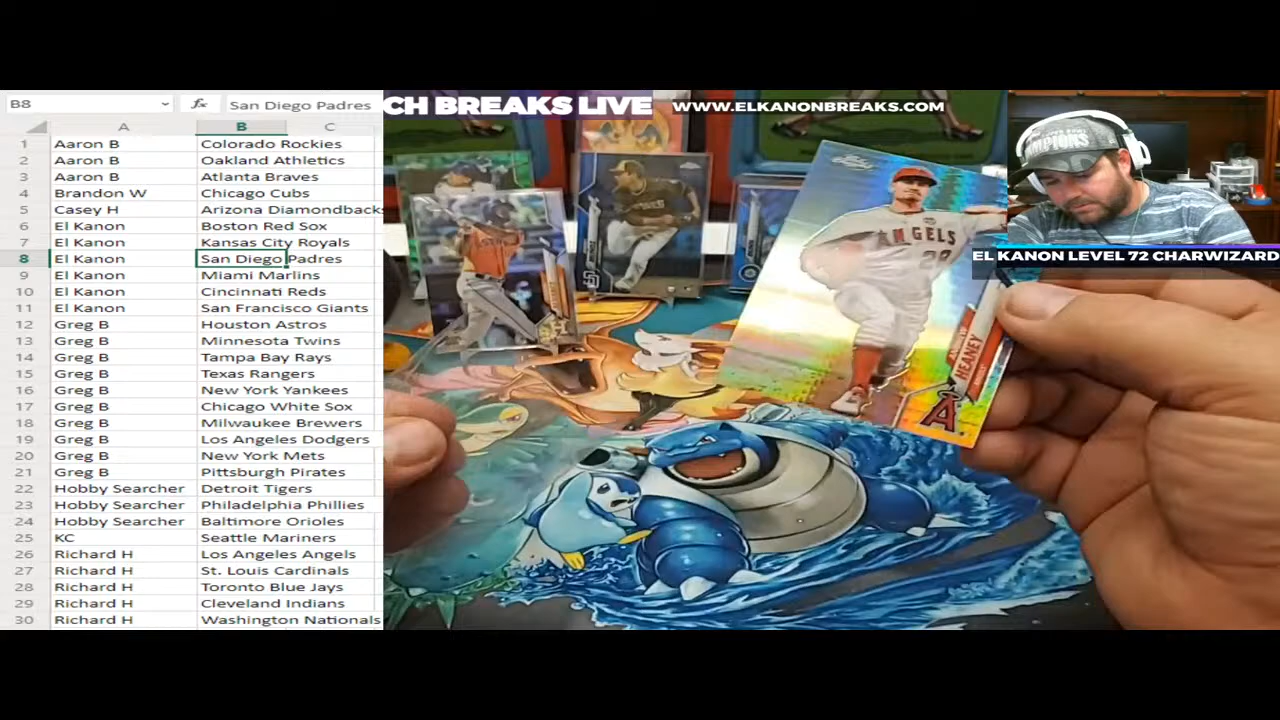 B8 fx San Diego Padres
A B C
1 Aaron B Colorado Rockies
2 Aaron B Oakland Athletics
3 Aaron B Atlanta Braves
4 Brandon W Chicago Cubs
5 Casey H Arizona Diamondbacks
6 El Kanon Boston Red Sox
7 El Kanon Kansas City Royals
8 El Kanon San Diego Padres
9 El Kanon Miami Marlins
10 El Kanon Cincinnati Reds
11 El Kanon San Francisco Giants
12 Greg B Houston Astros
13 Greg B Minnesota Twins
14 Greg B Tampa Bay Rays
15 Greg B Texas Rangers
16 Greg B New York Yankees
17 Greg B Chicago White Sox
18 Greg B Milwaukee Brewers
19 Greg B Los Angeles Dodgers
20 Greg B New York Mets
21 Greg B Pittsburgh Pirates
22 Hobby Searcher Detroit Tigers
23 Hobby Searcher Philadelphia Phillies
24 Hobby Searcher Baltimore Orioles
25 KC Seattle Mariners
26 Richard H Los Angeles Angels
27 Richard H St. Louis Cardinals
28 Richard H Toronto Blue Jays
29 Richard H Cleveland Indians
30 Richard H Washington Nationals
CH BREAKS LIVE
WWW.ELKANONBREAKS.COM
EL KANON LEVEL 72 CHARWIZARD
ANGELS
HEANEY
A